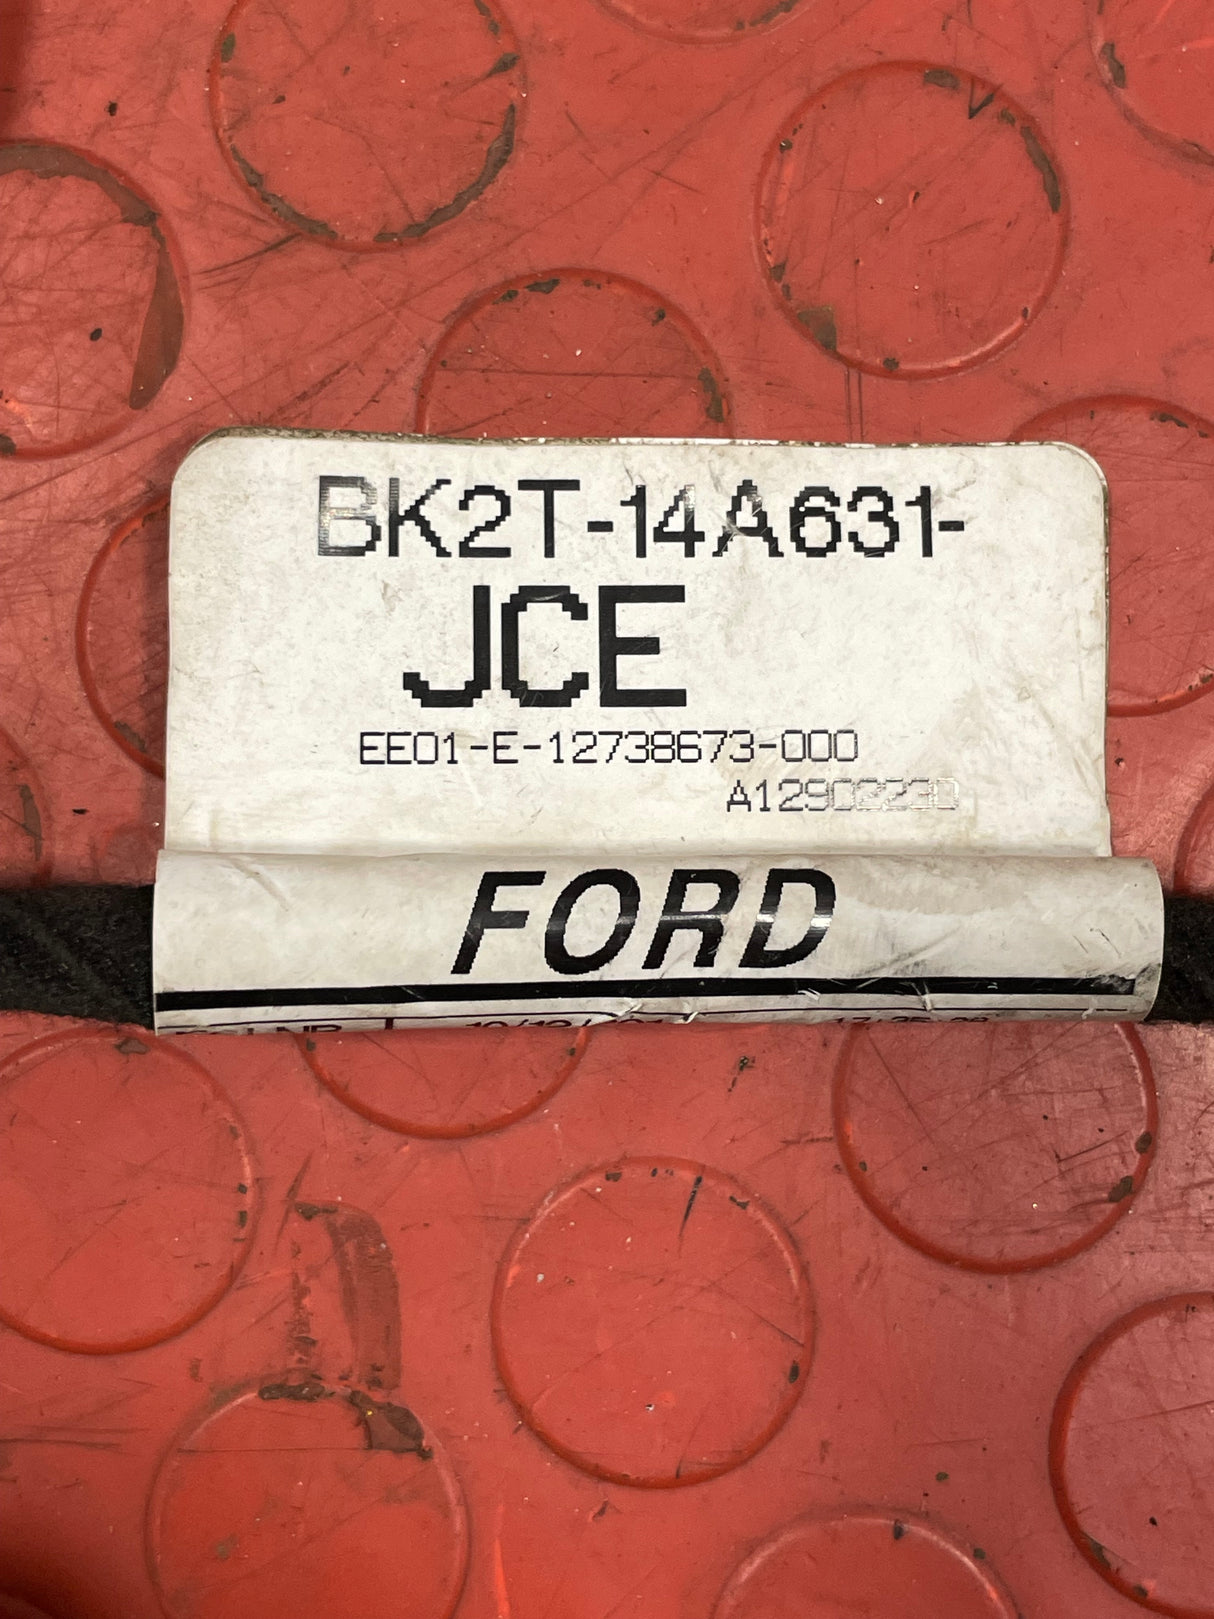 BK2T-14A631-
JCE
EE01-E-12738673-000
A12902230
FORD